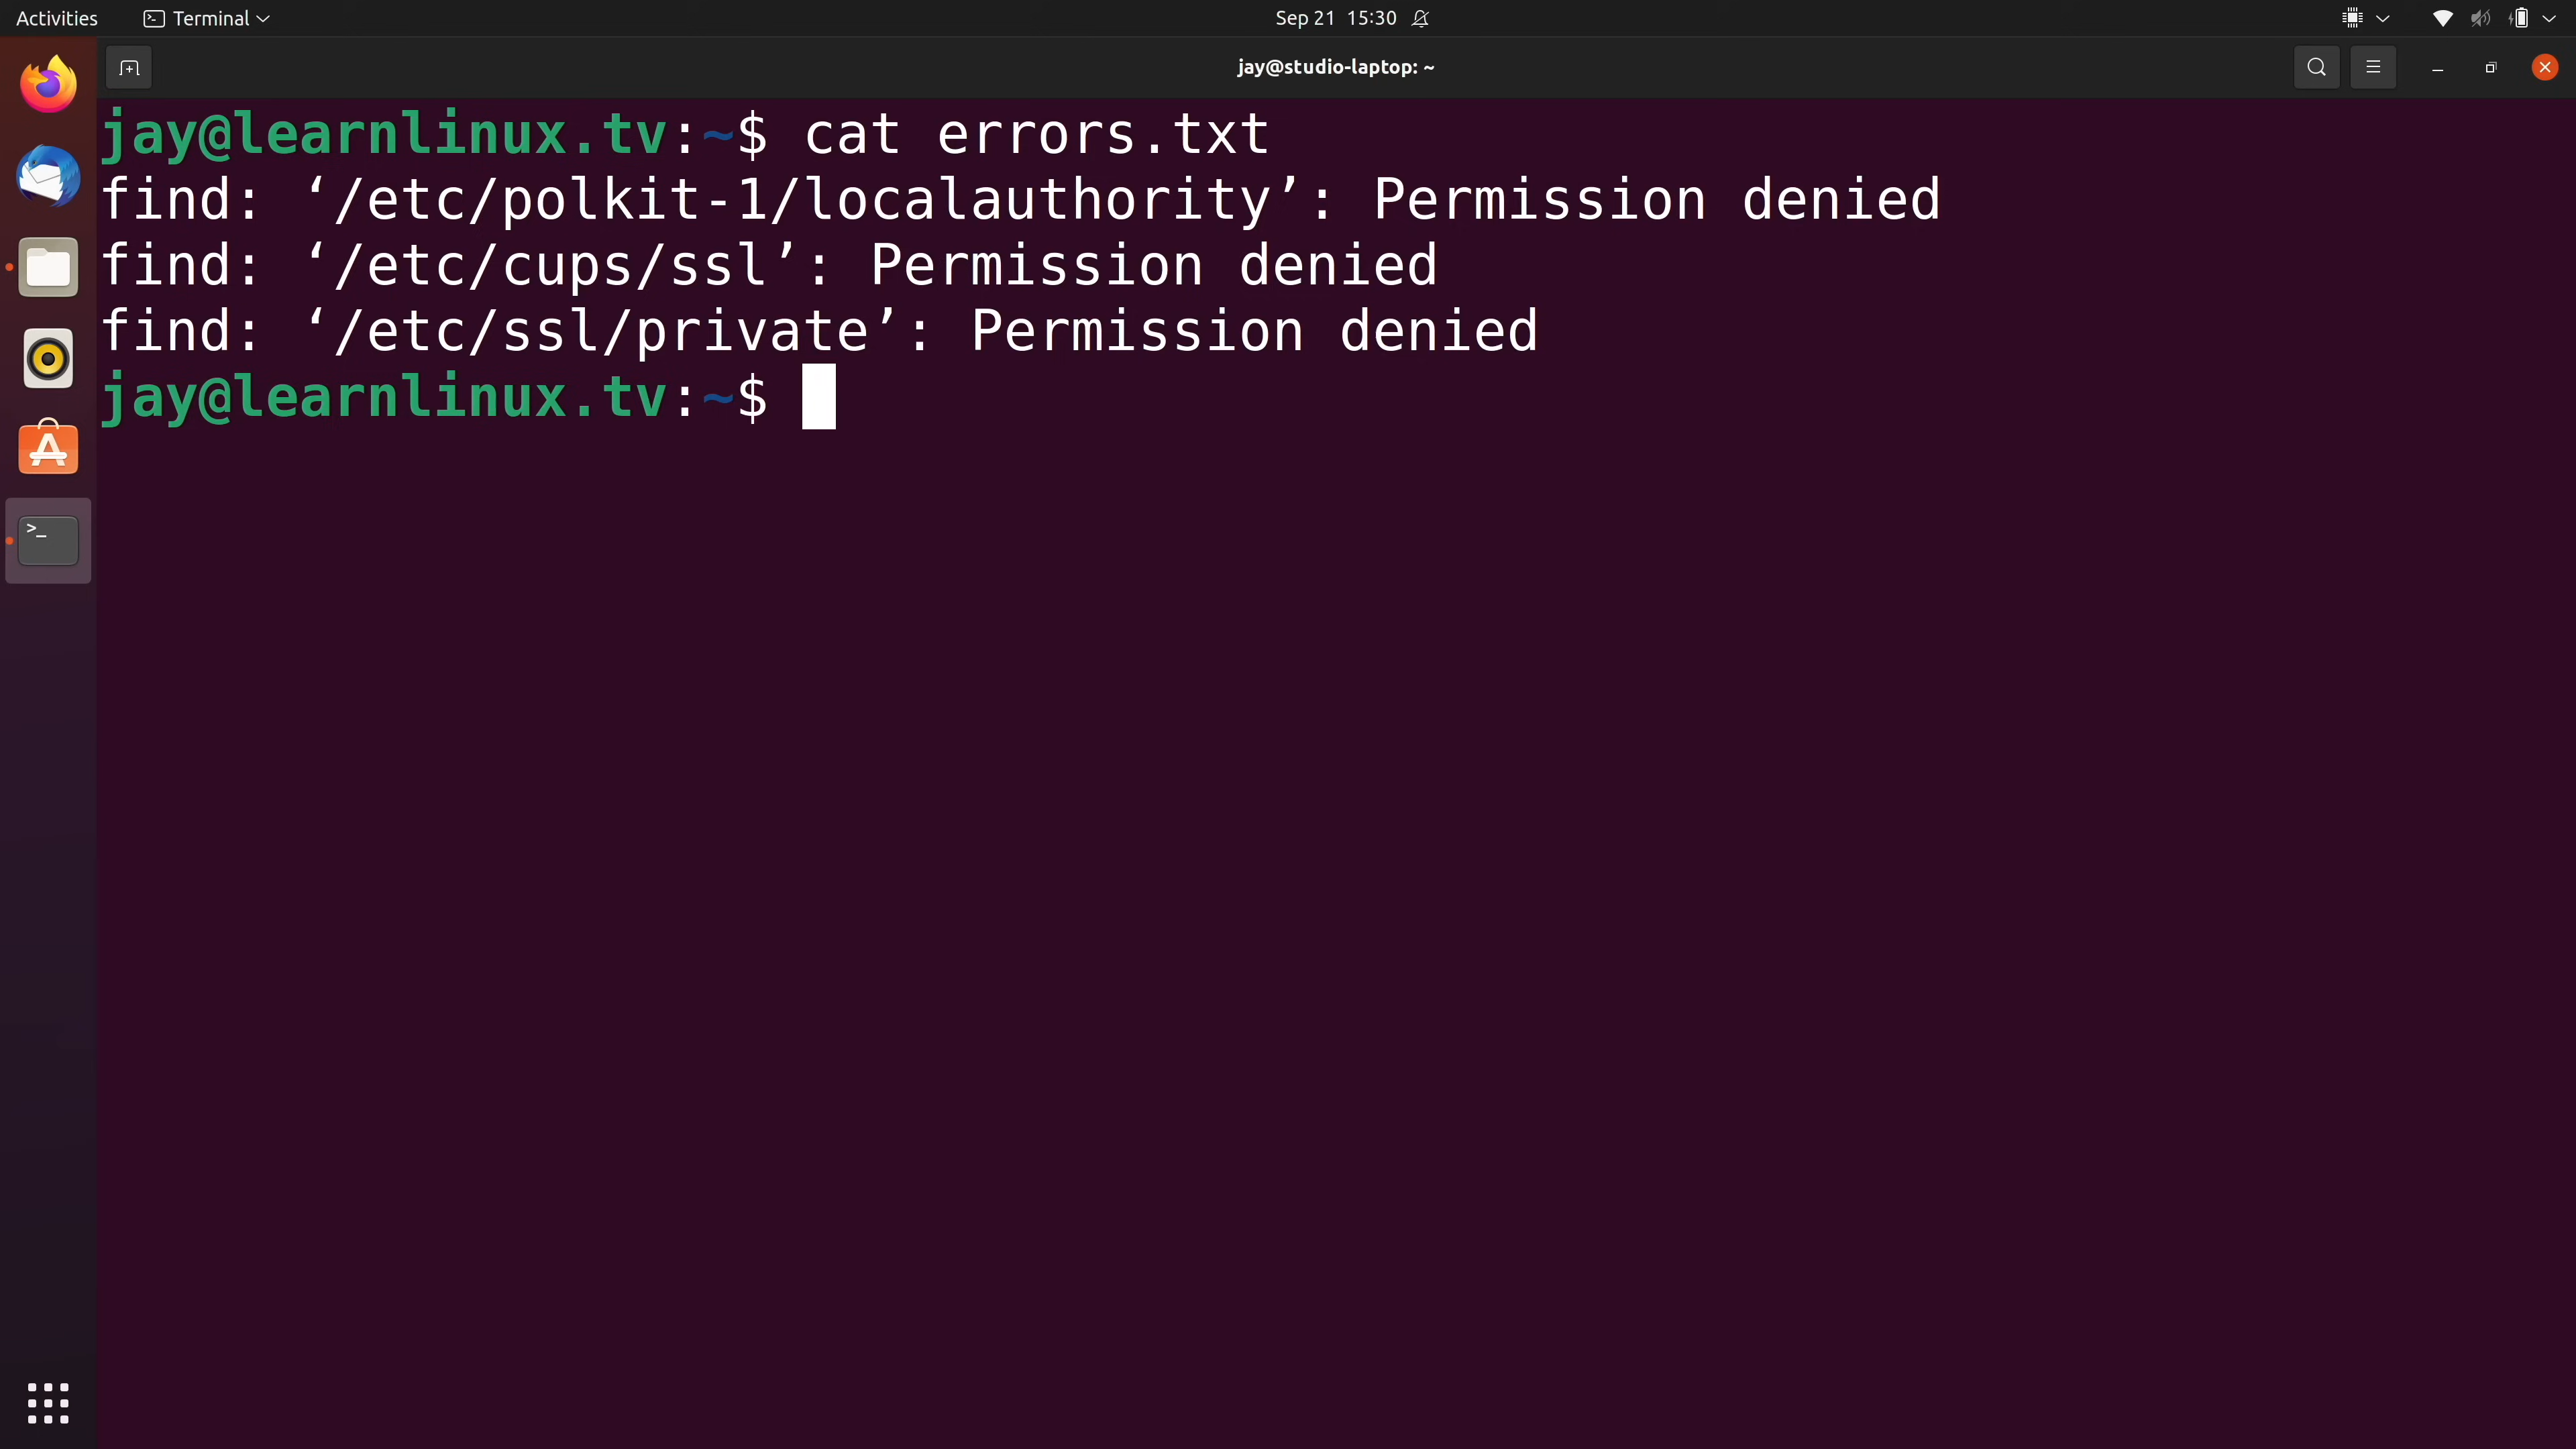 Activities Terminal Sep 21 15:30
jay@studio-laptop: ~
jay@learnlinux.tv:~$ cat errors.txt
find: ‘/etc/polkit-1/localauthority’: Permission denied
find: ‘/etc/cups/ssl’: Permission denied
find: ‘/etc/ssl/private’: Permission denied
jay@learnlinux.tv:~$